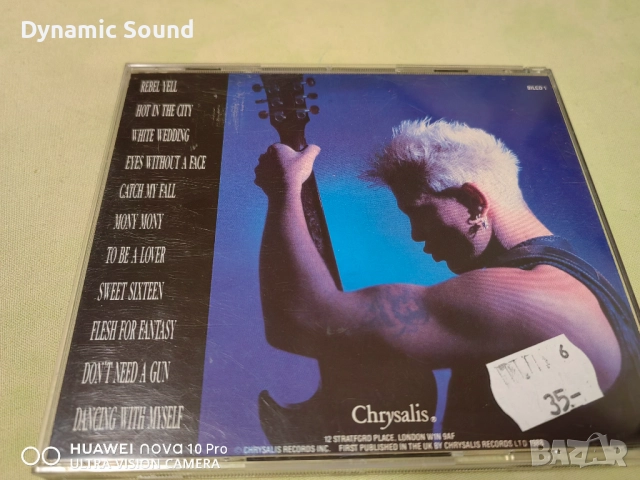 Dynamic Sound
REBEL YELL
HOT IN THE CITY
WHITE WEDDING
EYES WITHOUT A FACE
CATCH MY FALL
MONY MONY
TO BE A LOVER
SWEET SIXTEEN
FLESH FOR FANTASY
DON'T NEED A GUN
DANCING WITH MYSELF
BILCD 1
6
35.-
Chrysalis®
12 STRATFORD PLACE, LONDON W1N 9AF
© CHRYSALIS RECORDS INC. FIRST PUBLISHED IN THE UK BY CHRYSALIS RECORDS LTD
HUAWEI nova 10 Pro
ULTRA-VISION CAMERA
bazar